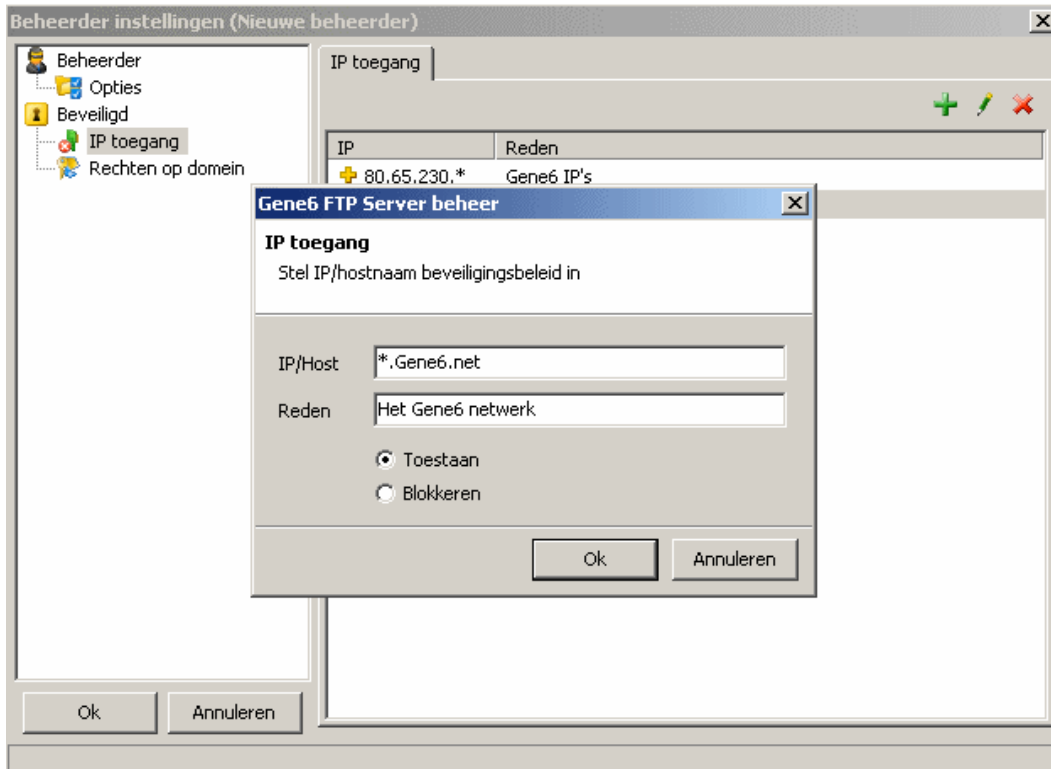 Beheerder instellingen (Nieuwe beheerder)
Beheerder
Opties
Beveiligd
IP toegang
Rechten op domein
IP toegang
IP Reden
80.65.230.* Gene6 IP's
Gene6 FTP Server beheer
IP toegang
Stel IP/hostnaam beveiligingsbeleid in
IP/Host *.Gene6.net
Reden Het Gene6 netwerk
Toestaan
Blokkeren
Ok Annuleren
Ok Annuleren